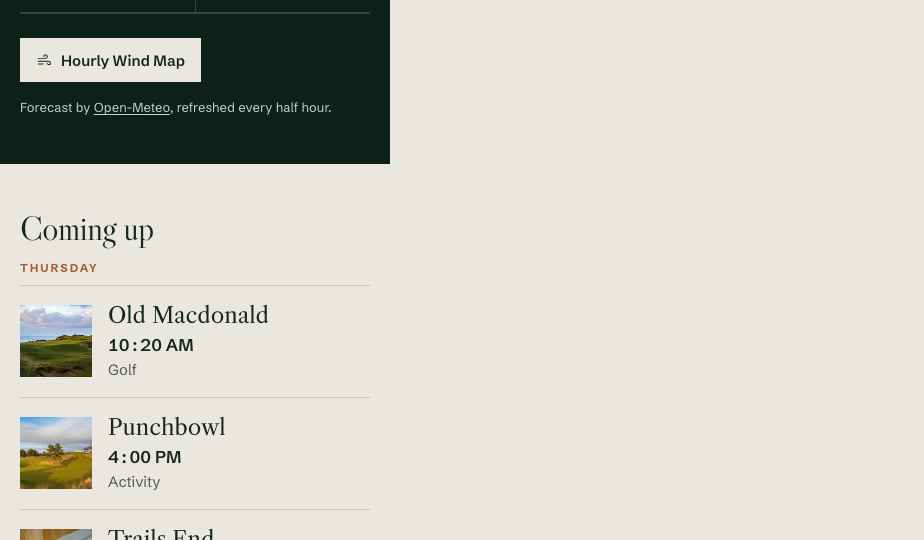 Hourly Wind Map
Forecast by Open-Meteo, refreshed every half hour.
Coming up
THURSDAY
Old Macdonald
10:20 AM
Golf
Punchbowl
4:00 PM
Activity
Trails End